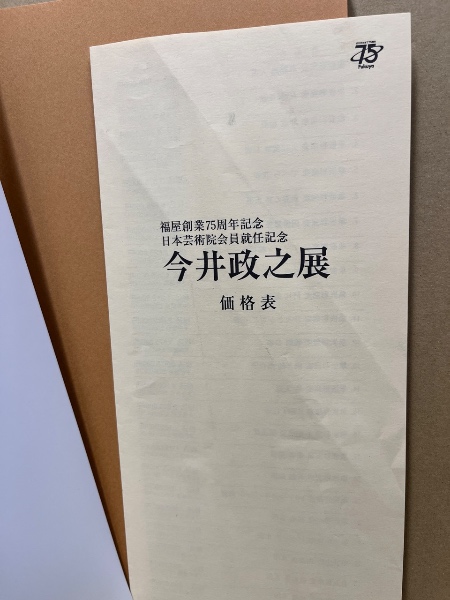 75
Fukuya
福屋創業75周年記念
日本芸術院会員就任記念
今井政之展
価格表